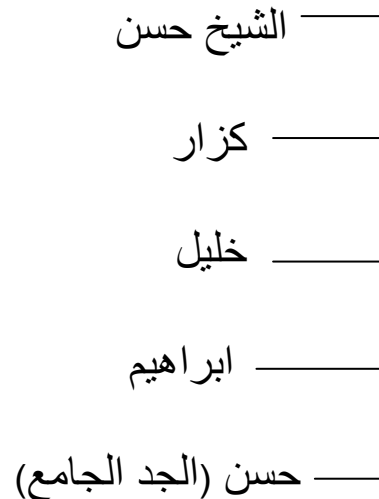 الشيخ حسن
كزار
خليل
ابراهيم
حسن (الجد الجامع)